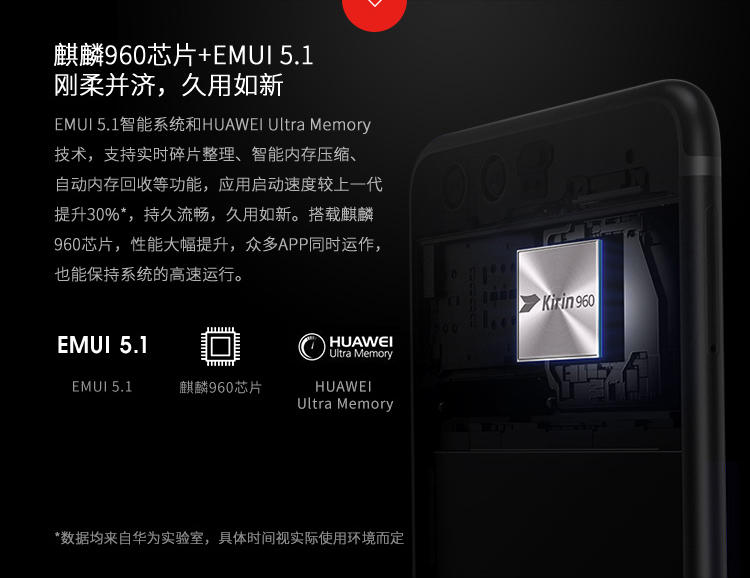 麒麟960芯片+EMUI 5.1
刚柔并济，久用如新
EMUI 5.1智能系统和HUAWEI Ultra Memory
技术，支持实时碎片整理、智能内存压缩、
自动内存回收等功能，应用启动速度较上一代
提升30%*，持久流畅，久用如新。搭载麒麟
960芯片，性能大幅提升，众多APP同时运作，
也能保持系统的高速运行。
Kirin 960
EMUI 5.1
HUAWEI
Ultra Memory
EMUI 5.1
麒麟960芯片
HUAWEI
Ultra Memory
*数据均来自华为实验室，具体时间视实际使用环境而定